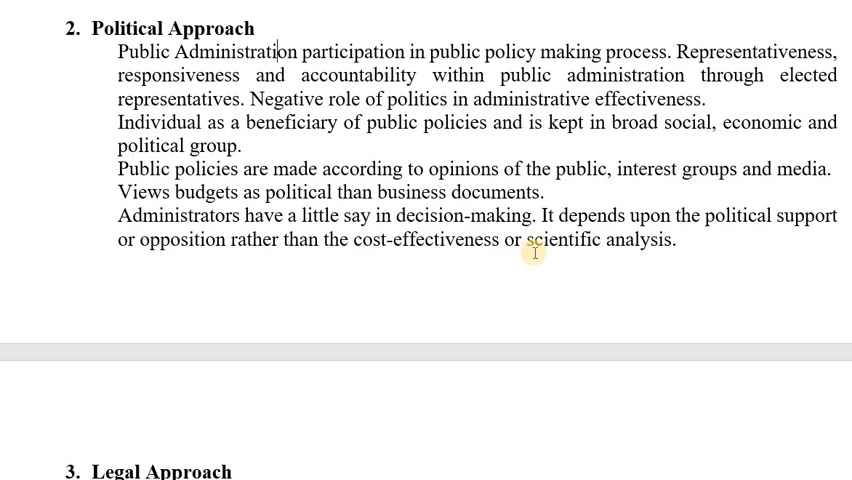 2. Political Approach
Public Administration participation in public policy making process. Representativeness,
responsiveness and accountability within public administration through elected
representatives. Negative role of politics in administrative effectiveness.
Individual as a beneficiary of public policies and is kept in broad social, economic and
political group.
Public policies are made according to opinions of the public, interest groups and media.
Views budgets as political than business documents.
Administrators have a little say in decision-making. It depends upon the political support
or opposition rather than the cost-effectiveness or scientific analysis.
3. Legal Approach